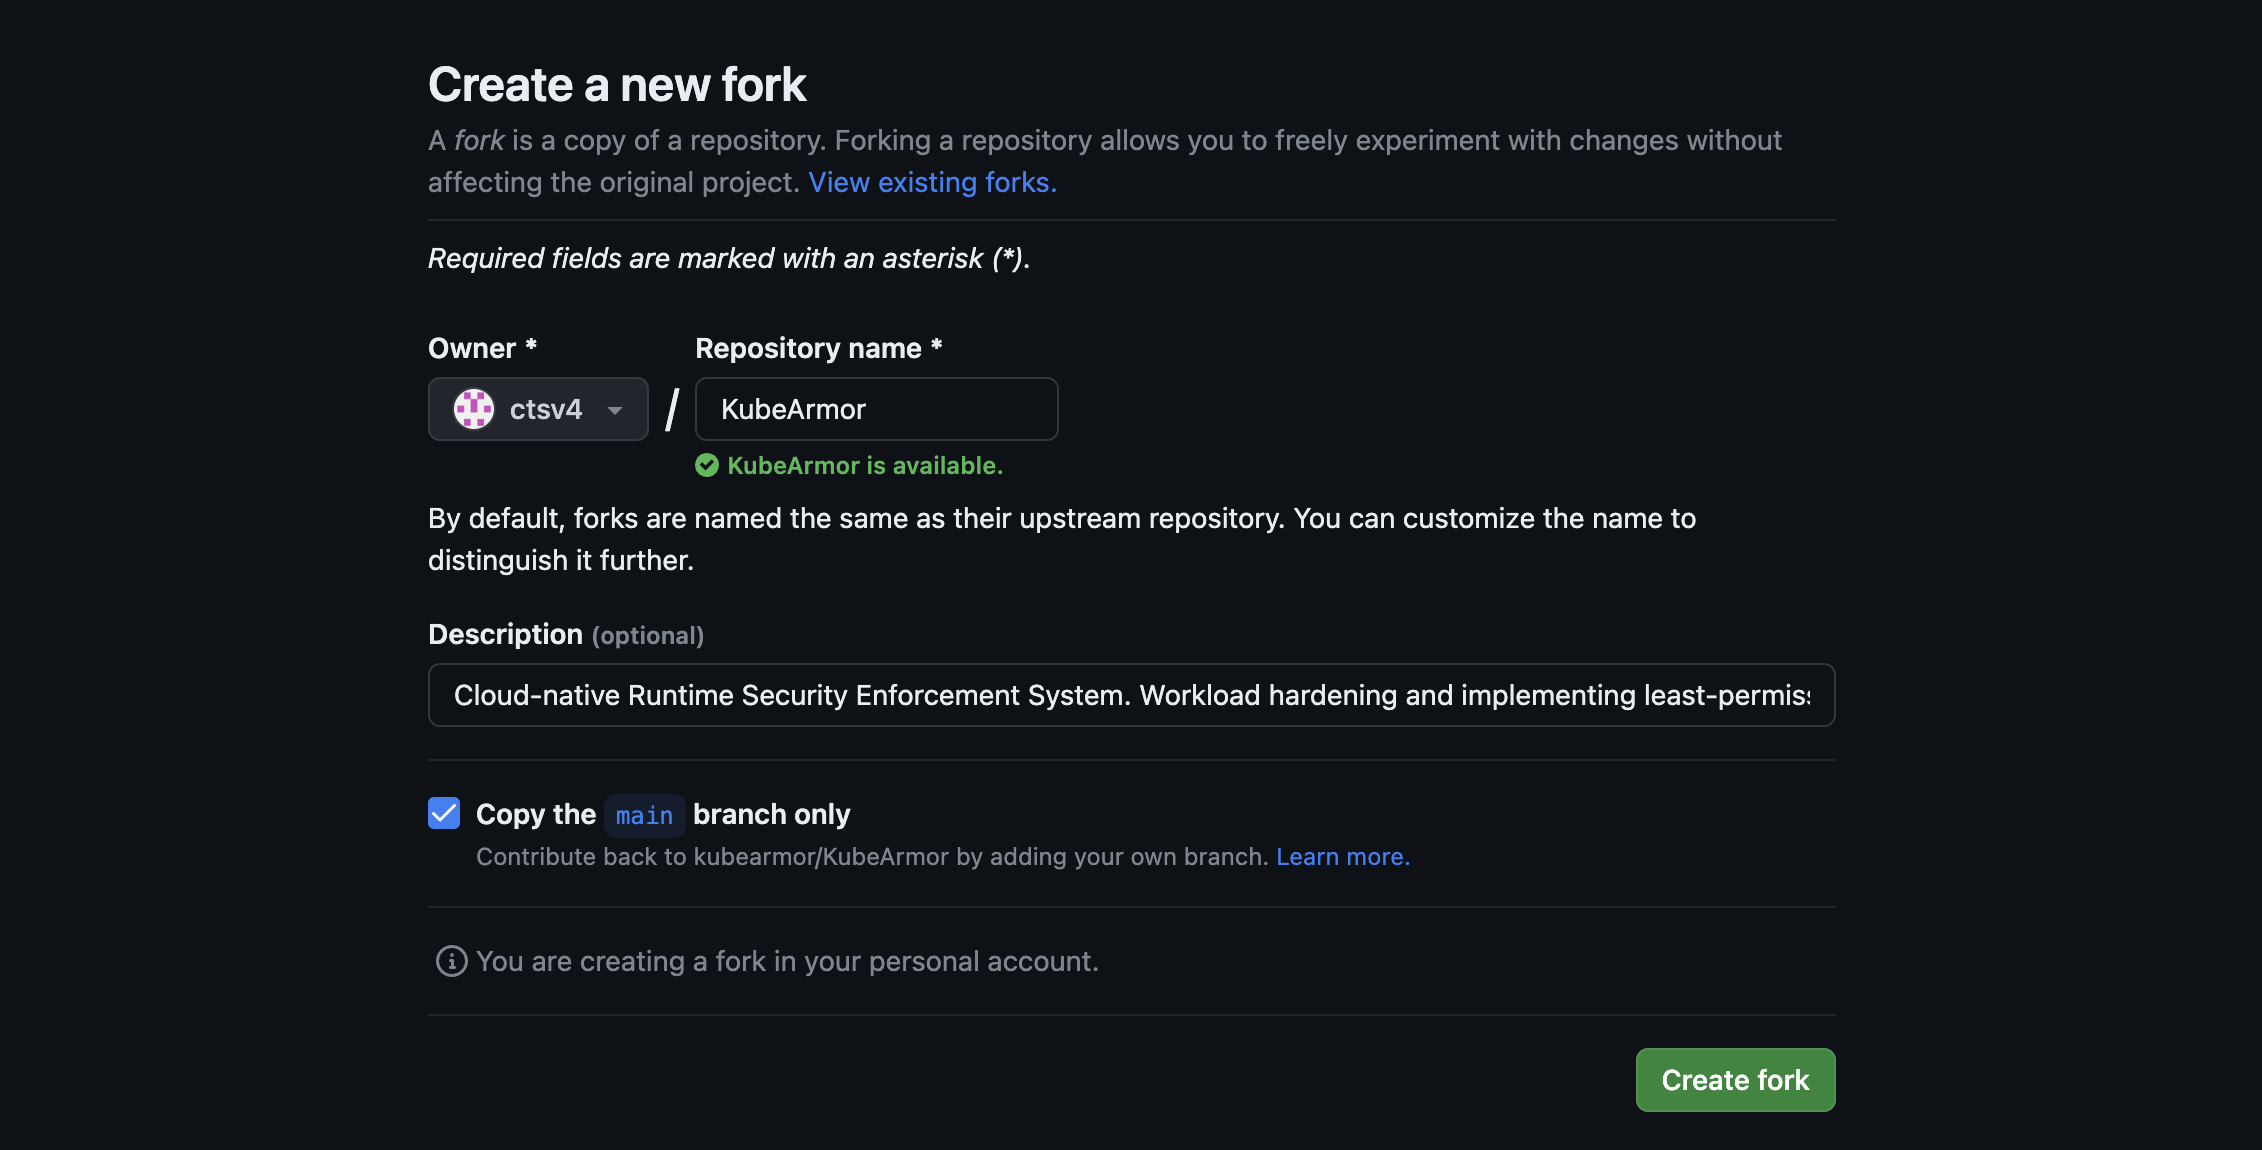 Create a new fork
A fork is a copy of a repository. Forking a repository allows you to freely experiment with changes without
affecting the original project. View existing forks.
Required fields are marked with an asterisk (*).
Owner *
Repository name *
ctsv4
/
KubeArmor
KubeArmor is available.
By default, forks are named the same as their upstream repository. You can customize the name to
distinguish it further.
Description (optional)
Cloud-native Runtime Security Enforcement System. Workload hardening and implementing least-permis
Copy the main branch only
Contribute back to kubearmor/KubeArmor by adding your own branch. Learn more.
You are creating a fork in your personal account.
Create fork